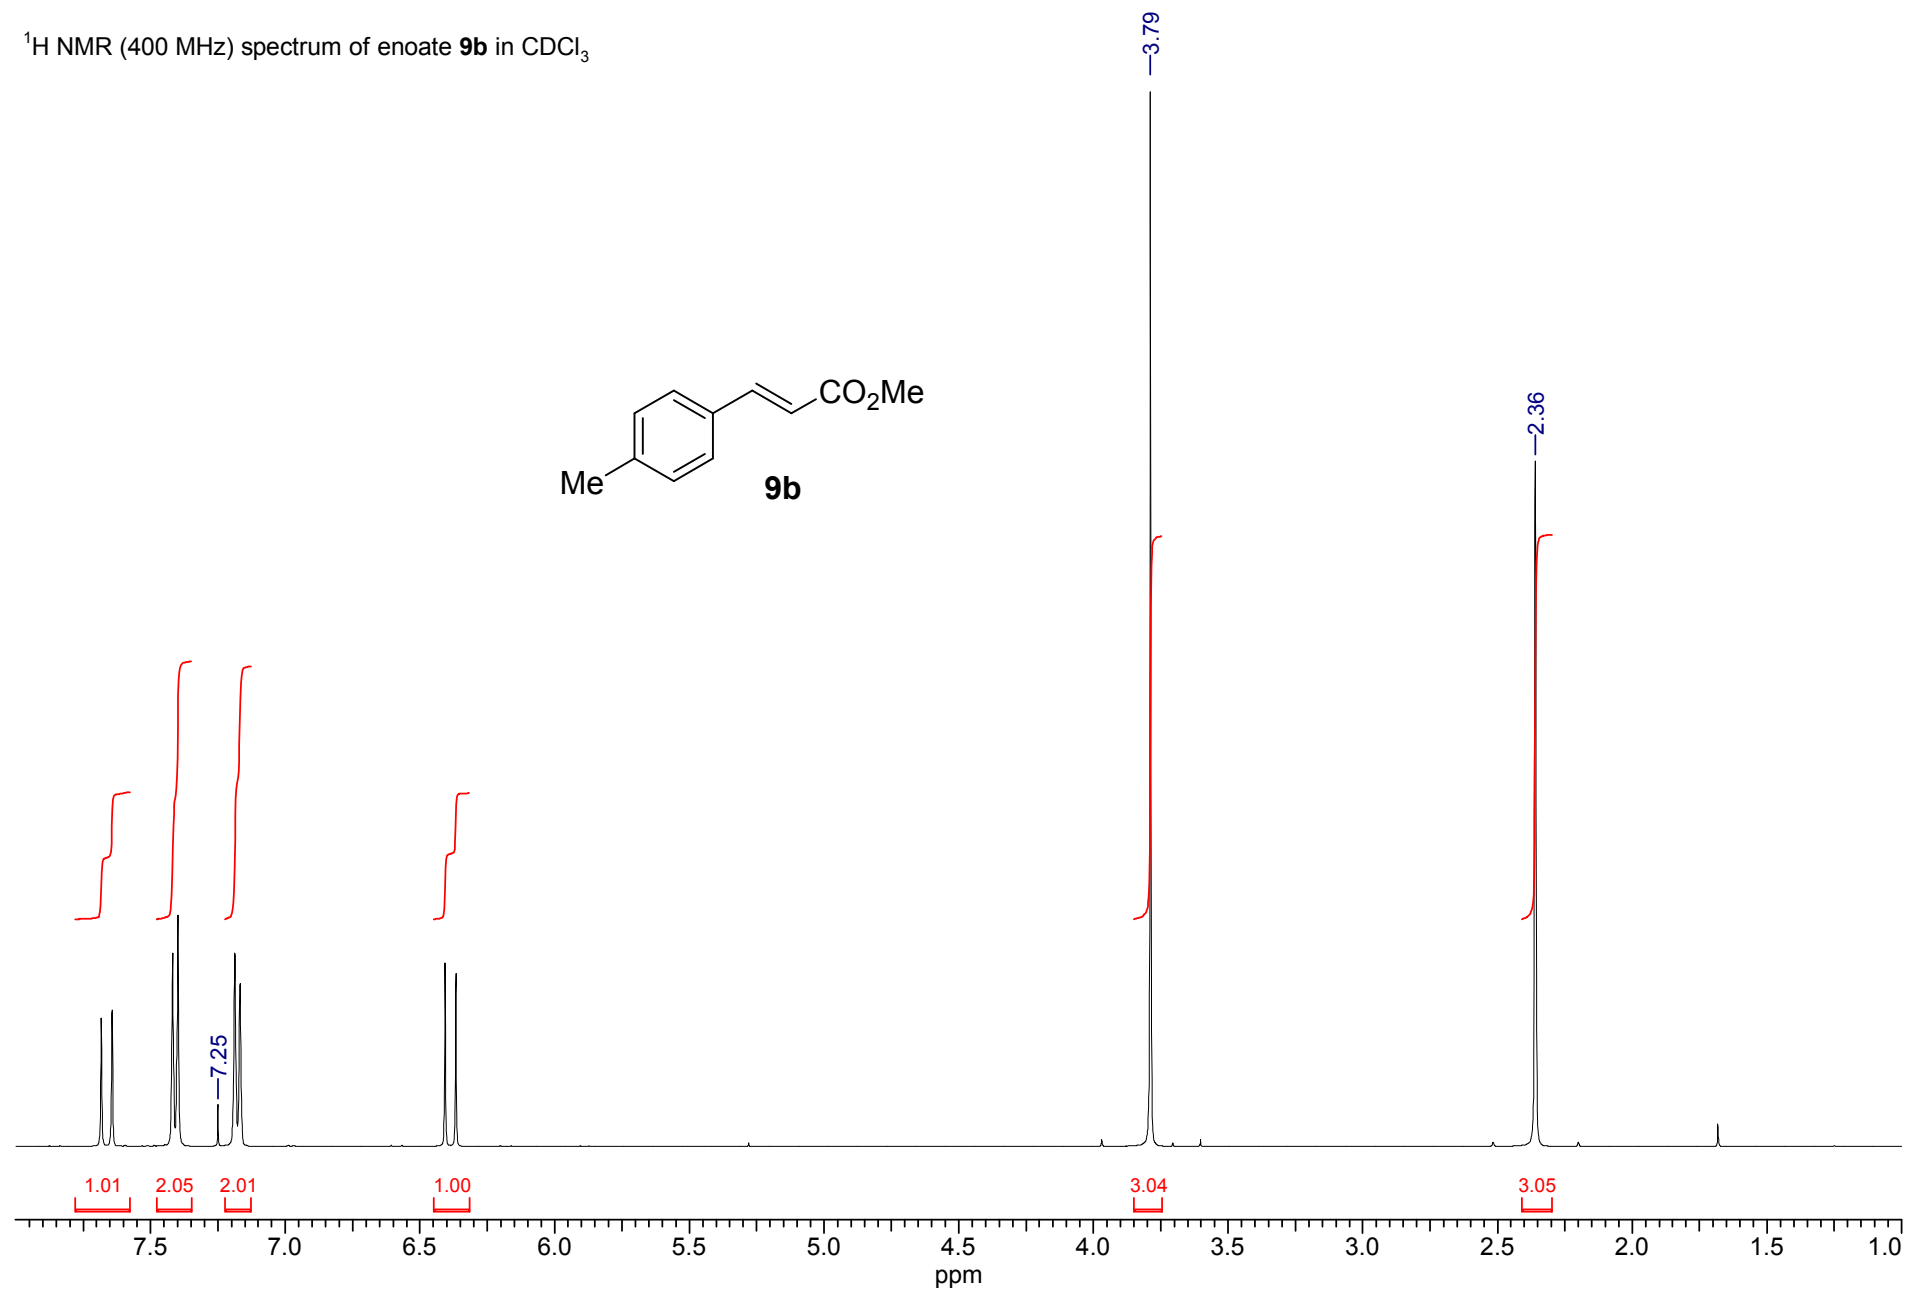 ¹H NMR (400 MHz) spectrum of enoate 9b in CDCl₃
3.79
2.36
CO₂Me
Me
9b
7.25
1.01 2.05 2.01 1.00 3.04 3.05
7.5 7.0 6.5 6.0 5.5 5.0 4.5 4.0 3.5 3.0 2.5 2.0 1.5 1.0
ppm